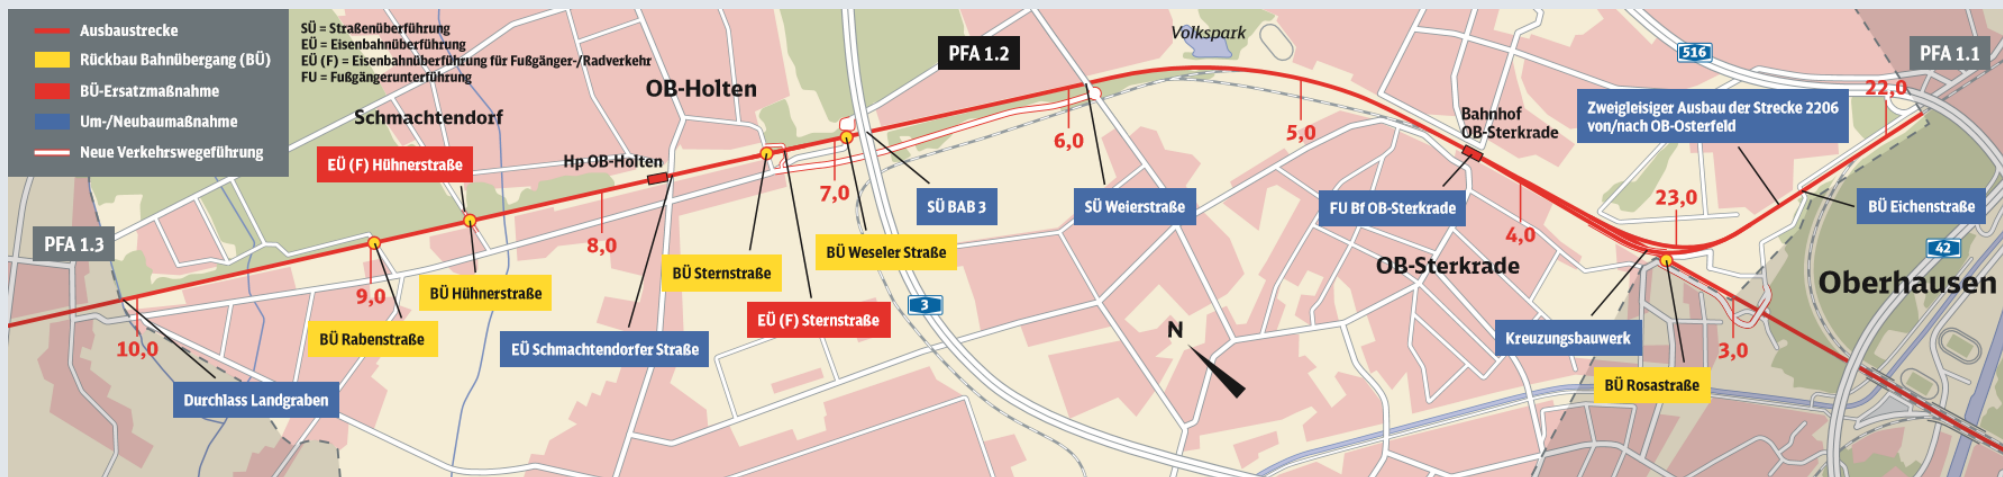 Ausbaustrecke
Rückbau Bahnübergang (BÜ)
BÜ-Ersatzmaßnahme
Um-/Neubaumaßnahme
Neue Verkehrswegeführung
SÜ = Straßenüberführung
EÜ = Eisenbahnüberführung
EÜ (F) = Eisenbahnüberführung für Fußgänger-/Radverkehr
FU = Fußgängerunterführung
Schmachtendorf
OB-Holten
PFA 1.2
Volkspark
516
PFA 1.1
22,0
Zweigleisiger Ausbau der Strecke 2206
von/nach OB-Osterfeld
Bahnhof
OB-Sterkrade
5,0
6,0
EÜ (F) Hühnerstraße
Hp OB-Holten
7,0
SÜ BAB 3
SÜ Weierstraße
FU Bf OB-Sterkrade
23,0
BÜ Eichenstraße
PFA 1.3
8,0
4,0
42
BÜ Weseler Straße
BÜ Sternstraße
OB-Sterkrade
Oberhausen
9,0
BÜ Hühnerstraße
3
EÜ (F) Sternstraße
N
BÜ Rabenstraße
Kreuzungsbauwerk
10,0
EÜ Schmachtendorfer Straße
3,0
BÜ Rosastraße
Durchlass Landgraben